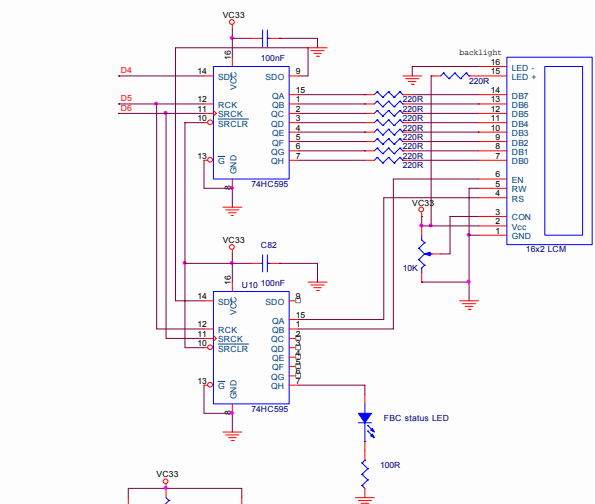 VC33
100nF
16
VCC
D4
14
SDI
SDO
9
D5
12
RCK
D6
11
SRCK
10
SRCLR
QA
15
QB
1
QC
2
QD
3
QE
4
QF
5
QG
6
QH
7
13
G
GND
8
74HC595
220R
220R
220R
220R
220R
220R
220R
220R
backlight
16
LED -
15
LED +
220R
14
DB7
13
DB6
12
DB5
11
DB4
10
DB3
9
DB2
8
DB1
7
DB0
6
EN
5
RW
4
RS
3
CON
2
Vcc
1
GND
16x2 LCM
VC33
10K
VC33
C82
100nF
16
U10
VCC
14
SDI
SDO
9
12
RCK
11
SRCK
10
SRCLR
QA
15
QB
1
QC
2
QD
3
QE
4
QF
5
QG
6
QH
7
13
G
GND
8
74HC595
FBC status LED
100R
VC33